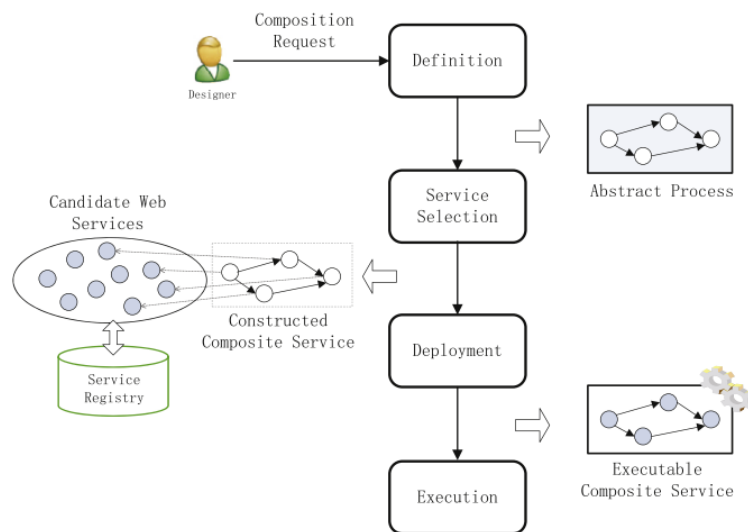 Composition
Request
Designer
Definition
Abstract Process
Service
Selection
Candidate Web
Services
Constructed
Composite Service
Service
Registry
Deployment
Executable
Composite Service
Execution